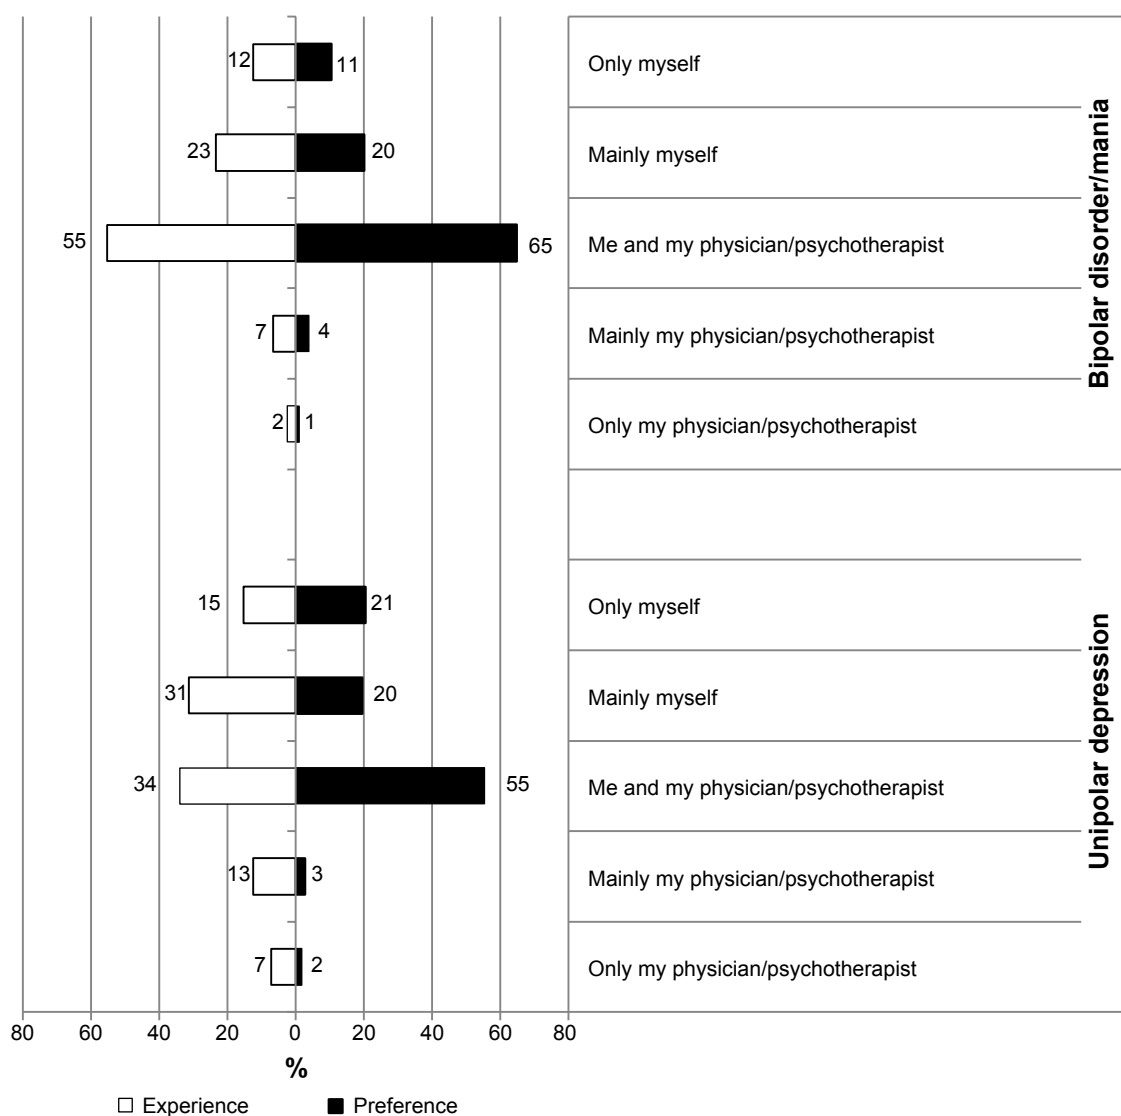 12 11 Only myself
23 20 Mainly myself
55 65 Me and my physician/psychotherapist
7 4 Mainly my physician/psychotherapist
2 1 Only my physician/psychotherapist
Bipolar disorder/mania
15 21 Only myself
31 20 Mainly myself
34 55 Me and my physician/psychotherapist
13 3 Mainly my physician/psychotherapist
7 2 Only my physician/psychotherapist
Unipolar depression
80 60 40 20 0 20 40 60 80
%
Experience Preference